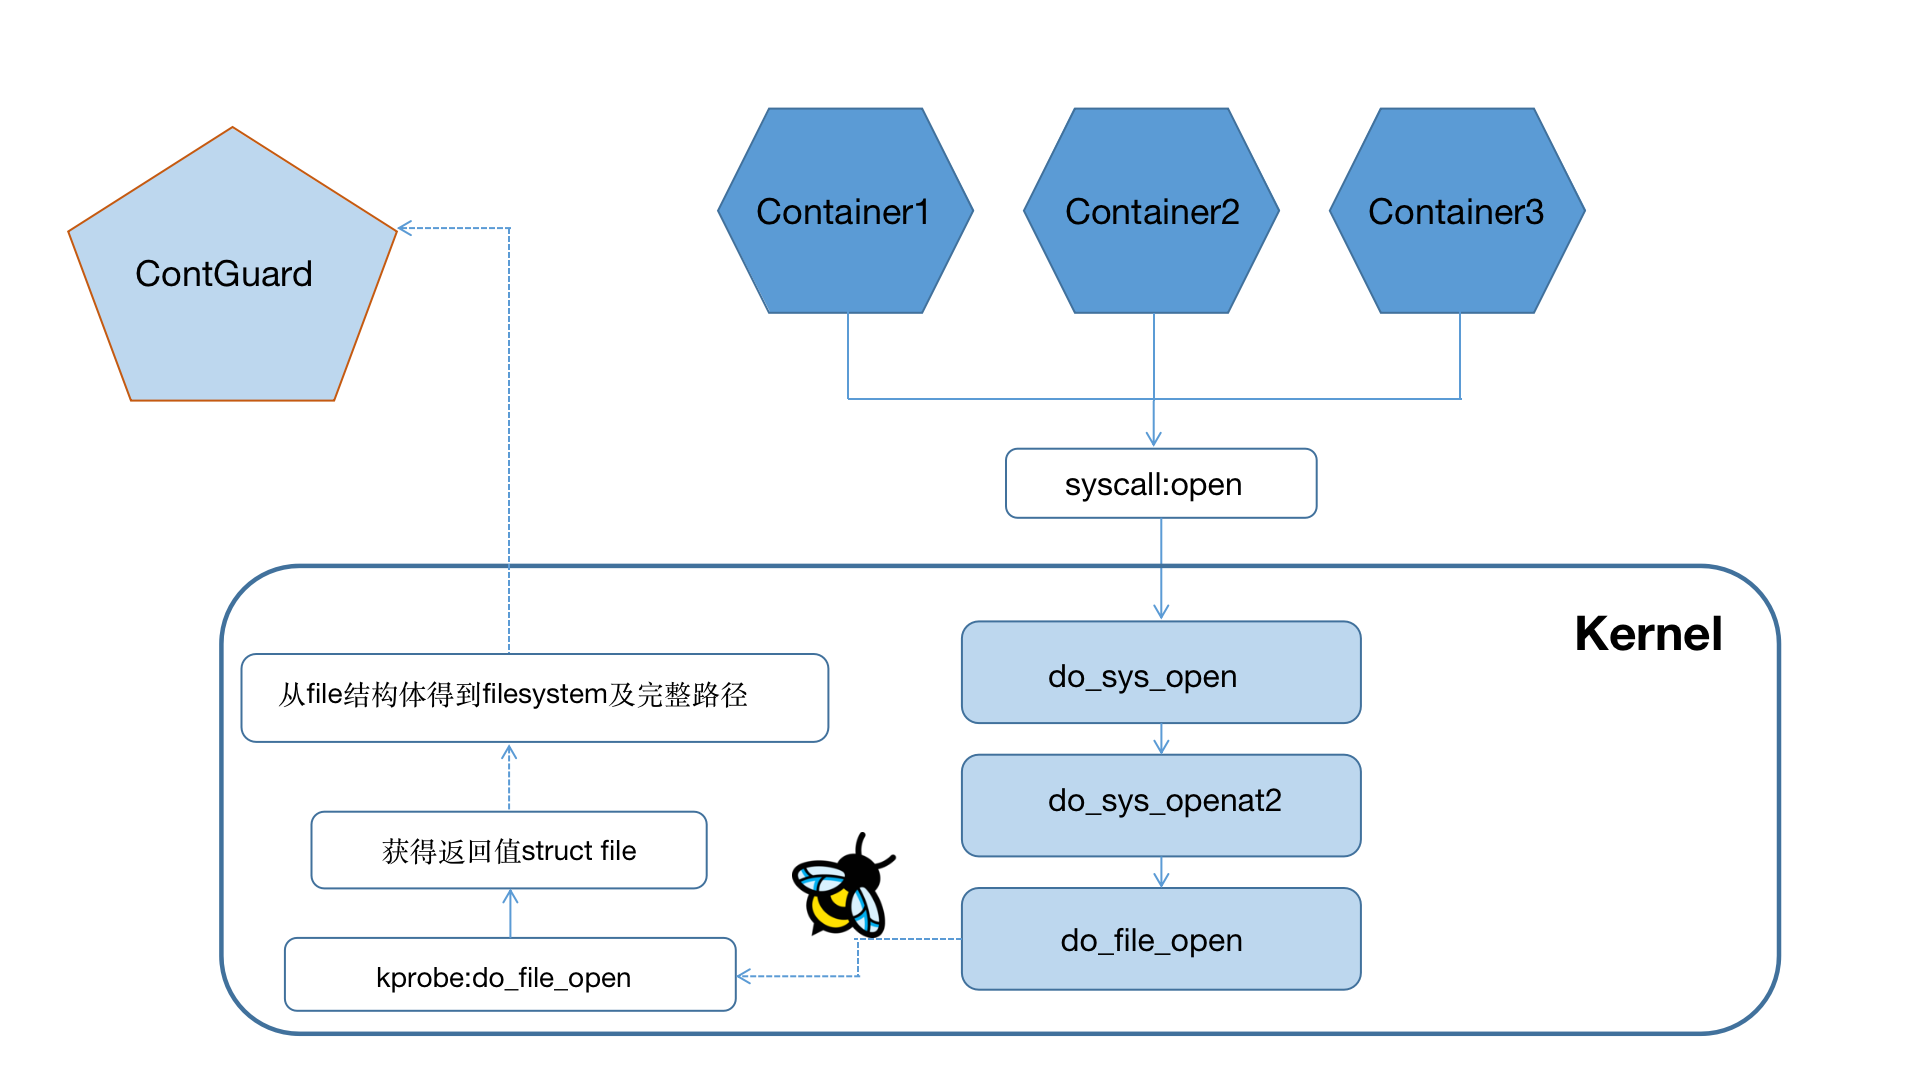 Container1
Container2
Container3
ContGuard
syscall:open
Kernel
do_sys_open
从file结构体得到filesystem及完整路径
do_sys_openat2
获得返回值struct file
do_file_open
kprobe:do_file_open